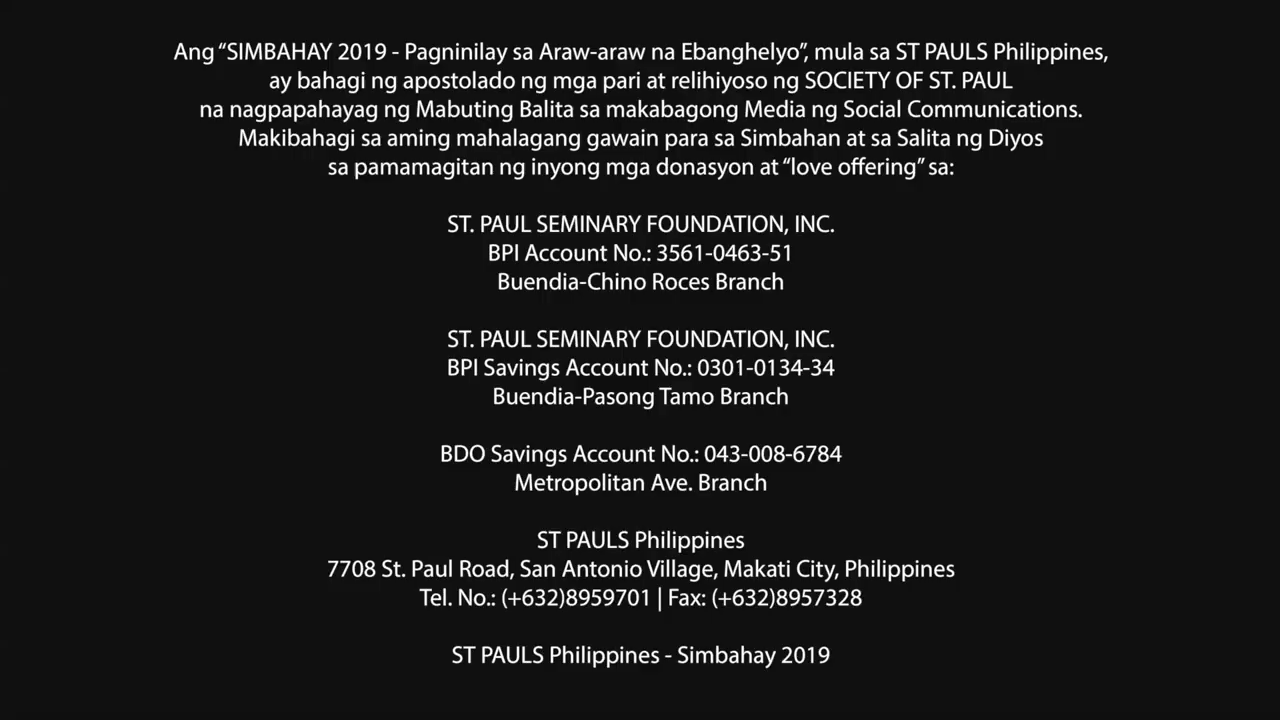 Ang “SIMBAHAY 2019 - Pagninilay sa Araw-araw na Ebanghelyo”, mula sa ST PAULS Philippines,
ay bahagi ng apostolado ng mga pari at relihiyoso ng SOCIETY OF ST. PAUL
na nagpapahayag ng Mabuting Balita sa makabagong Media ng Social Communications.
Makibahagi sa aming mahalagang gawain para sa Simbahan at sa Salita ng Diyos
sa pamamagitan ng inyong mga donasyon at “love offering” sa:
ST. PAUL SEMINARY FOUNDATION, INC.
BPI Account No.: 3561-0463-51
Buendia-Chino Roces Branch
ST. PAUL SEMINARY FOUNDATION, INC.
BPI Savings Account No.: 0301-0134-34
Buendia-Pasong Tamo Branch
BDO Savings Account No.: 043-008-6784
Metropolitan Ave. Branch
ST PAULS Philippines
7708 St. Paul Road, San Antonio Village, Makati City, Philippines
Tel. No.: (+632)8959701 | Fax: (+632)8957328
ST PAULS Philippines - Simbahay 2019